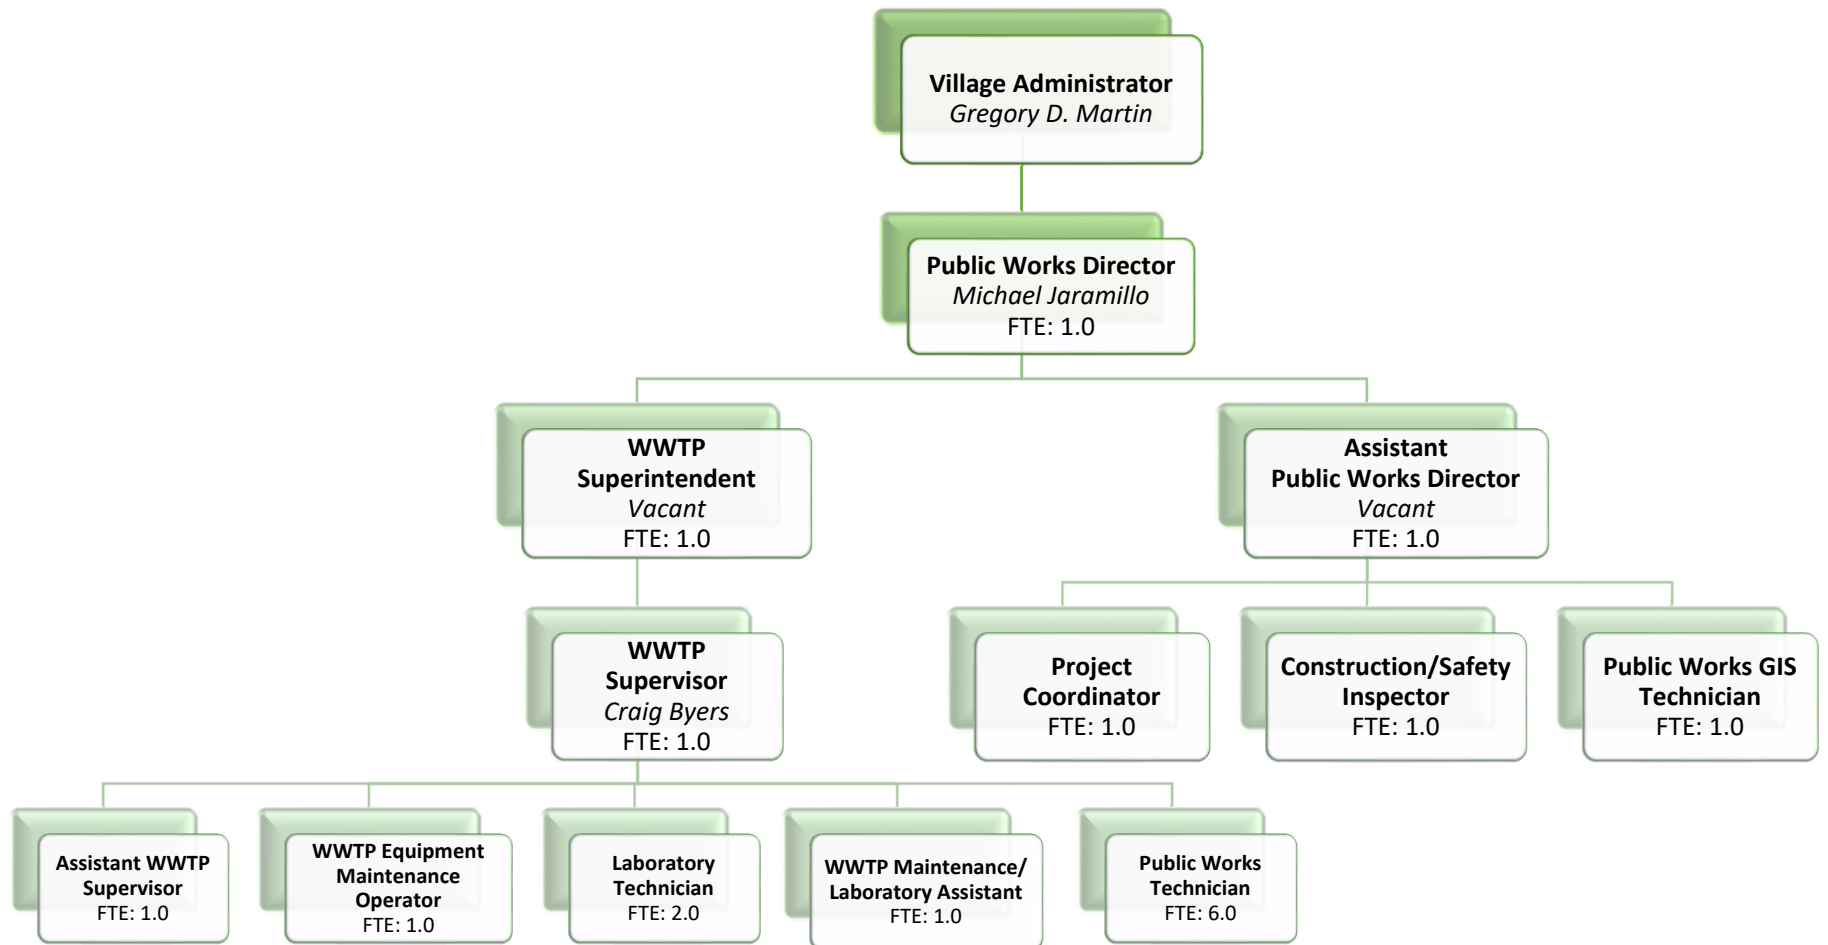 Village Administrator
Gregory D. Martin
Public Works Director
Michael Jaramillo
FTE: 1.0
WWTP
Superintendent
Vacant
FTE: 1.0
Assistant
Public Works Director
Vacant
FTE: 1.0
WWTP
Supervisor
Craig Byers
FTE: 1.0
Project
Coordinator
FTE: 1.0
Construction/Safety
Inspector
FTE: 1.0
Public Works GIS
Technician
FTE: 1.0
Assistant WWTP
Supervisor
FTE: 1.0
WWTP Equipment
Maintenance
Operator
FTE: 1.0
Laboratory
Technician
FTE: 2.0
WWTP Maintenance/
Laboratory Assistant
FTE: 1.0
Public Works
Technician
FTE: 6.0